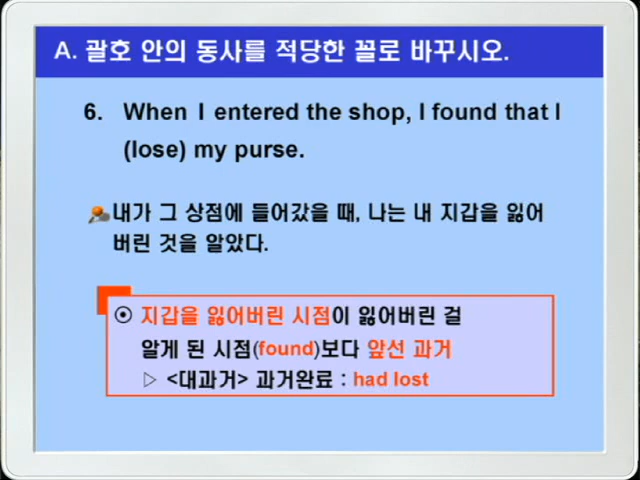 A. 괄호 안의 동사를 적당한 꼴로 바꾸시오.
6. When I entered the shop, I found that I
(lose) my purse.
내가 그 상점에 들어갔을 때, 나는 내 지갑을 잃어
버린 것을 알았다.
⊙ 지갑을 잃어버린 시점이 잃어버린 걸
알게 된 시점(found)보다 앞선 과거
▷ <대과거> 과거완료 : had lost